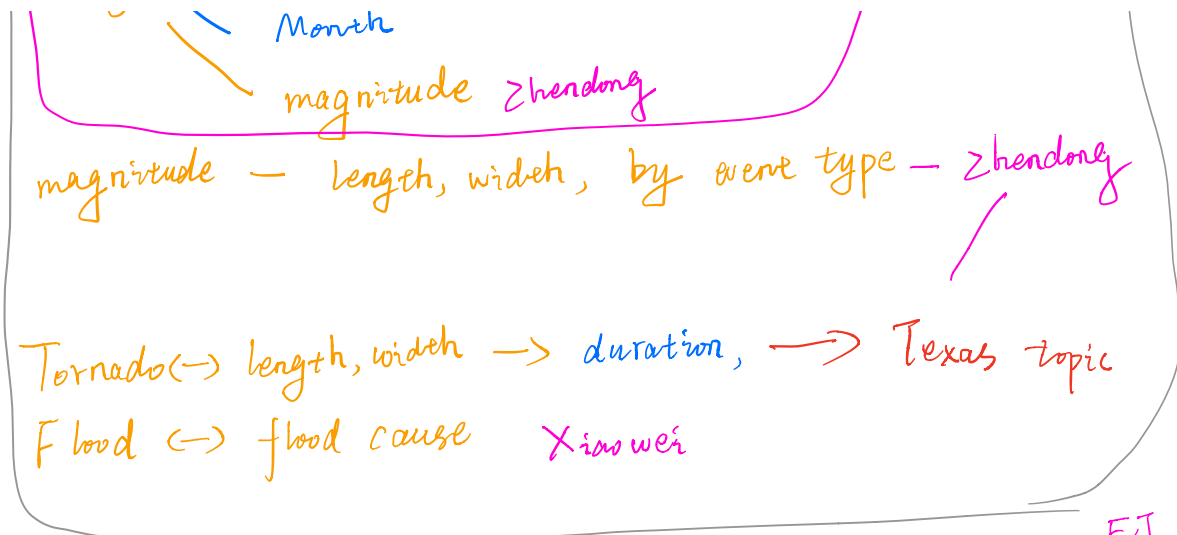 Month
magnitude Zhendong
magnitude — length, width, by event type — Zhendong
Tornado <-> length, width -> duration, -> Texas topic
Flood <-> flood cause Xiaowei